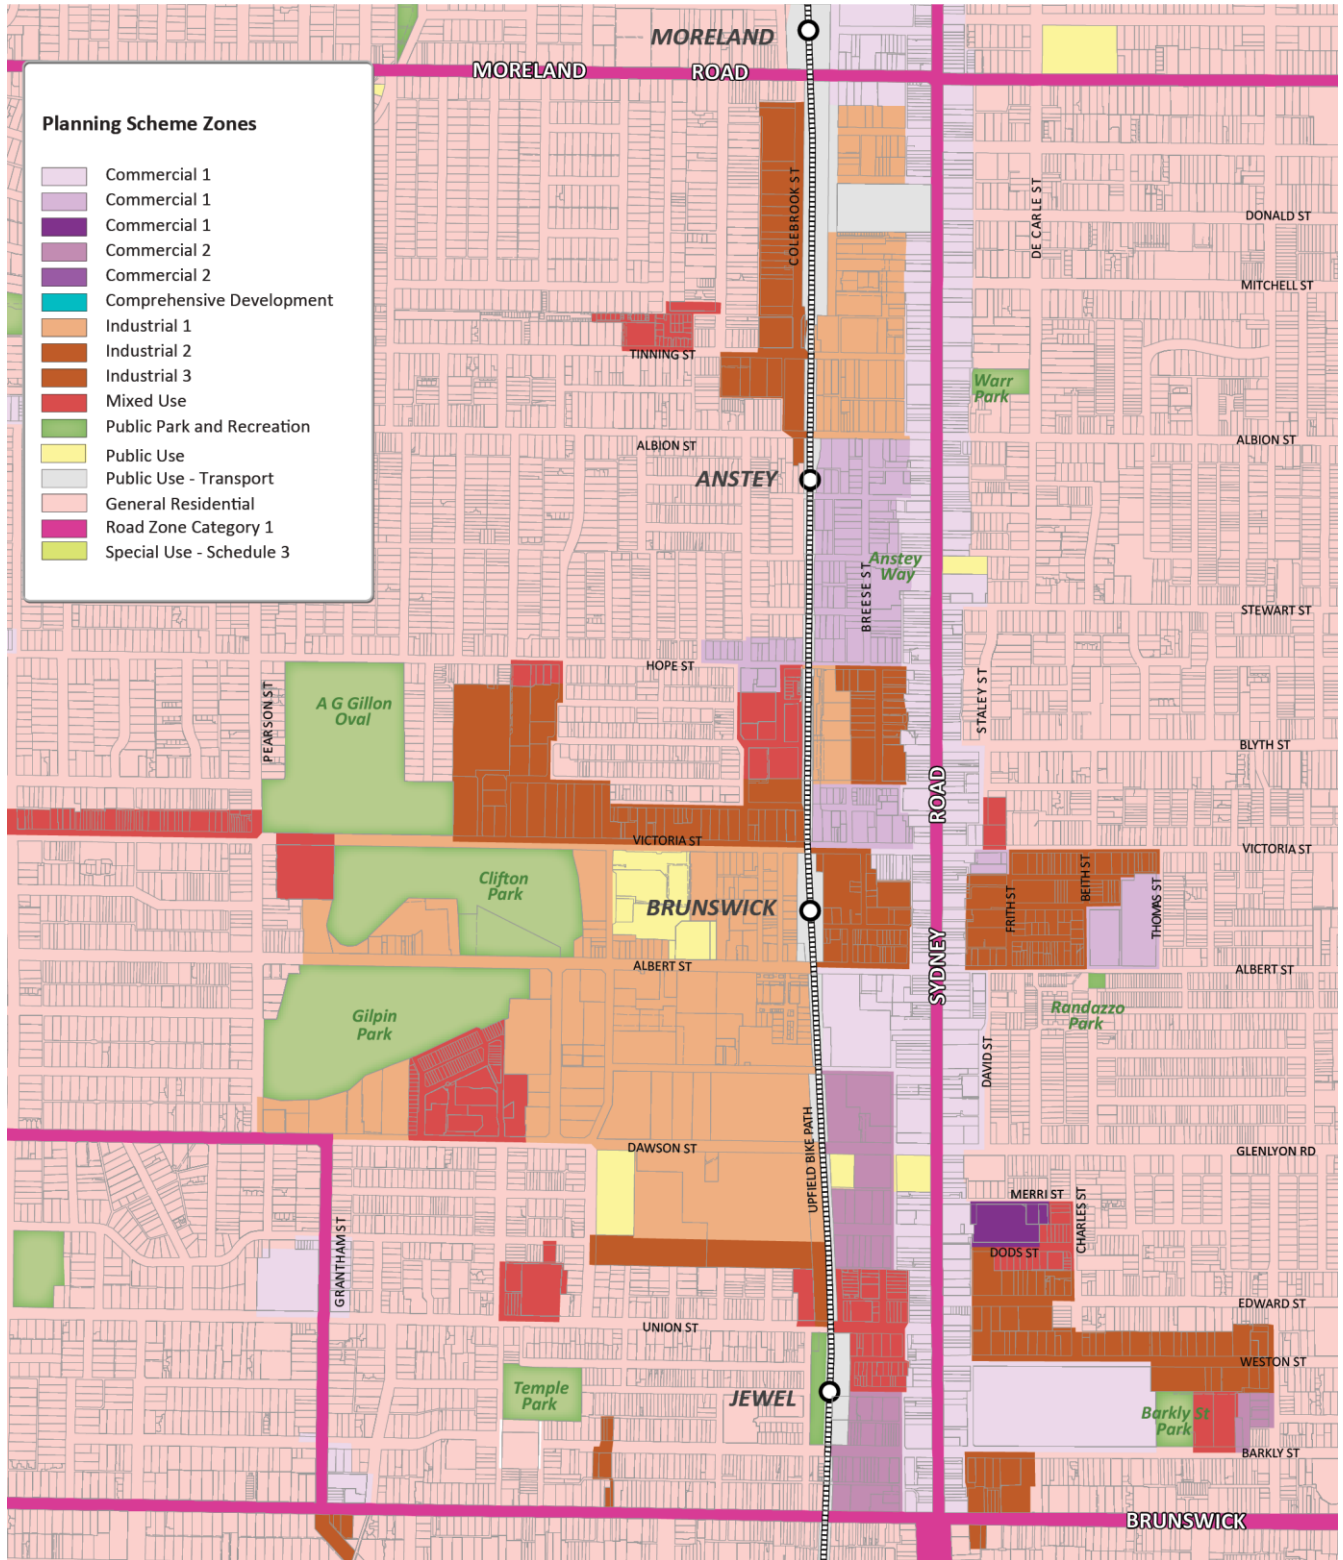 MORELAND
MORELAND ROAD
Planning Scheme Zones
Commercial 1
Commercial 1
Commercial 1
Commercial 2
Commercial 2
Comprehensive Development
Industrial 1
Industrial 2
Industrial 3
Mixed Use
Public Park and Recreation
Public Use
Public Use - Transport
General Residential
Road Zone Category 1
Special Use - Schedule 3
COLEBROOK ST
DE CARLE ST
DONALD ST
MITCHELL ST
TINNING ST
Warr
Park
ALBION ST
ALBION ST
ANSTEY
Anstey
Way
BREESE ST
STEWART ST
HOPE ST
PEARSON ST
A G Gillon
Oval
STALEY ST
BLYTH ST
ROAD
VICTORIA ST
VICTORIA ST
Clifton
Park
BRUNSWICK
FRITH ST
BEITH ST
THOMAS ST
SYDNEY
ALBERT ST
ALBERT ST
Gilpin
Park
Randazzo
Park
DAVID ST
UPFIELD BIKE PATH
DAWSON ST
GLENLYON RD
MERRI ST
CHARLES ST
DODS ST
GRANTHAM ST
EDWARD ST
UNION ST
WESTON ST
Temple
Park
JEWEL
Barkly St
Park
BARKLY ST
BRUNSWICK